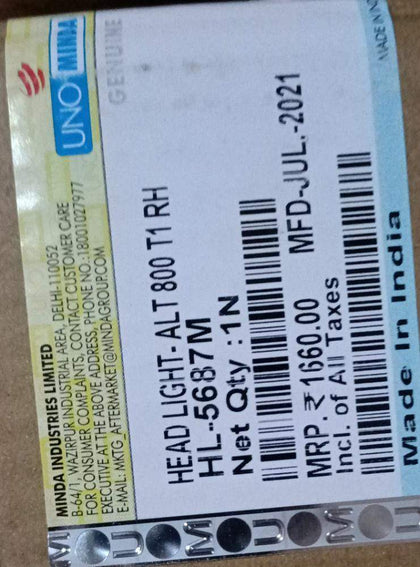 MINDA INDUSTRIES LIMITED
B-64/1, WAZIRPUR INDUSTRIAL AREA, DELHI-110052
FOR CONSUMER COMPLAINTS, CONTACT CUSTOMER CARE
EXECUTIVE AT THE ABOVE ADDRESS, PHONE NO.:18001027977
E-MAIL: MKTG_AFTERMARKET@MINDAGROUP.COM
UNO MINDA
GENUINE
HEAD LIGHT- ALT 800 T1 RH
HL-5687M
Net Qty :1N
MRP. ₹ 1660.00 MFD-JUL.-2021
Incl. of All Taxes
Made In India
MADE IN
M U M U M